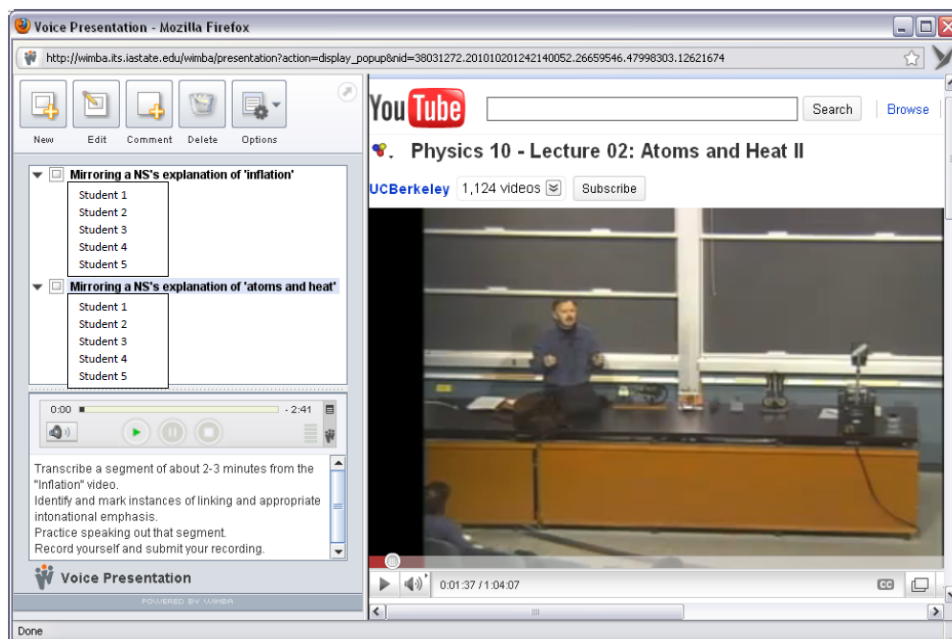 Voice Presentation - Mozilla Firefox
http://wimba.its.iastate.edu/wimba/presentation?action=display_popup&nid=38031272.201010201242140052.26659546.47998303.12621674
New Edit Comment Delete Options
Mirroring a NS's explanation of 'inflation'
Student 1
Student 2
Student 3
Student 4
Student 5
Mirroring a NS's explanation of 'atoms and heat'
Student 1
Student 2
Student 3
Student 4
Student 5
0:00 - 2:41
Transcribe a segment of about 2-3 minutes from the
"Inflation" video.
Identify and mark instances of linking and appropriate
intonational emphasis.
Practice speaking out that segment.
Record yourself and submit your recording.
Voice Presentation
POWERED BY WIMBA
YouTube Search Browse
Physics 10 - Lecture 02: Atoms and Heat II
UCBerkeley 1,124 videos Subscribe
0:01:37 / 1:04:07 CC
Done